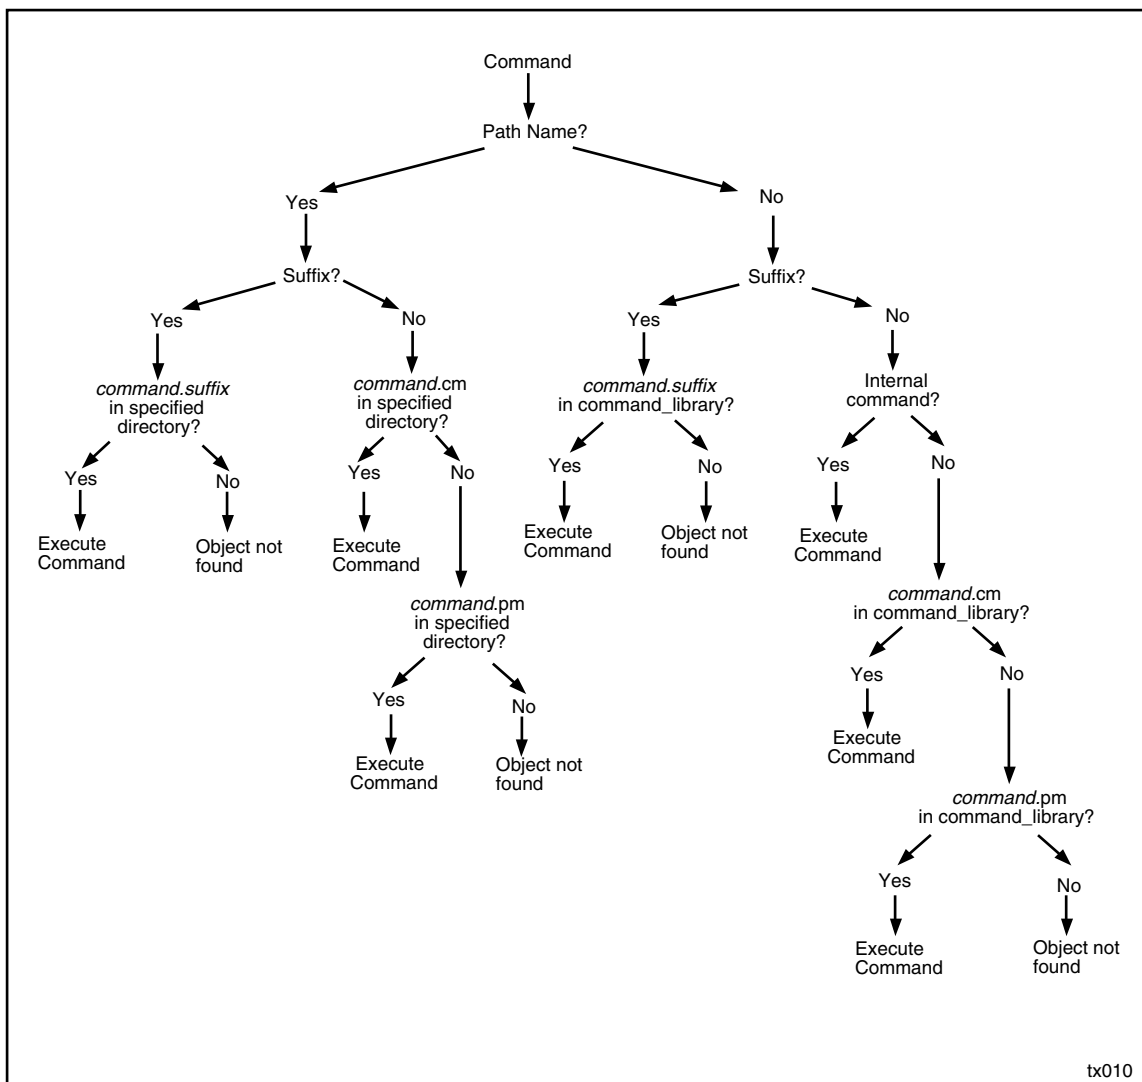 Command
Path Name?
Yes
No
Suffix?
Suffix?
Yes
No
Yes
No
command.suffix
in specified
directory?
command.cm
in specified
directory?
command.suffix
in command_library?
Internal
command?
Yes
No
Yes
No
Yes
No
Yes
No
Execute
Command
Object not
found
Execute
Command
Execute
Command
Object not
found
Execute
Command
command.pm
in specified
directory?
command.cm
in command_library?
Yes
No
Yes
No
Execute
Command
Object not
found
Execute
Command
command.pm
in command_library?
Yes
No
Execute
Command
Object not
found
tx010